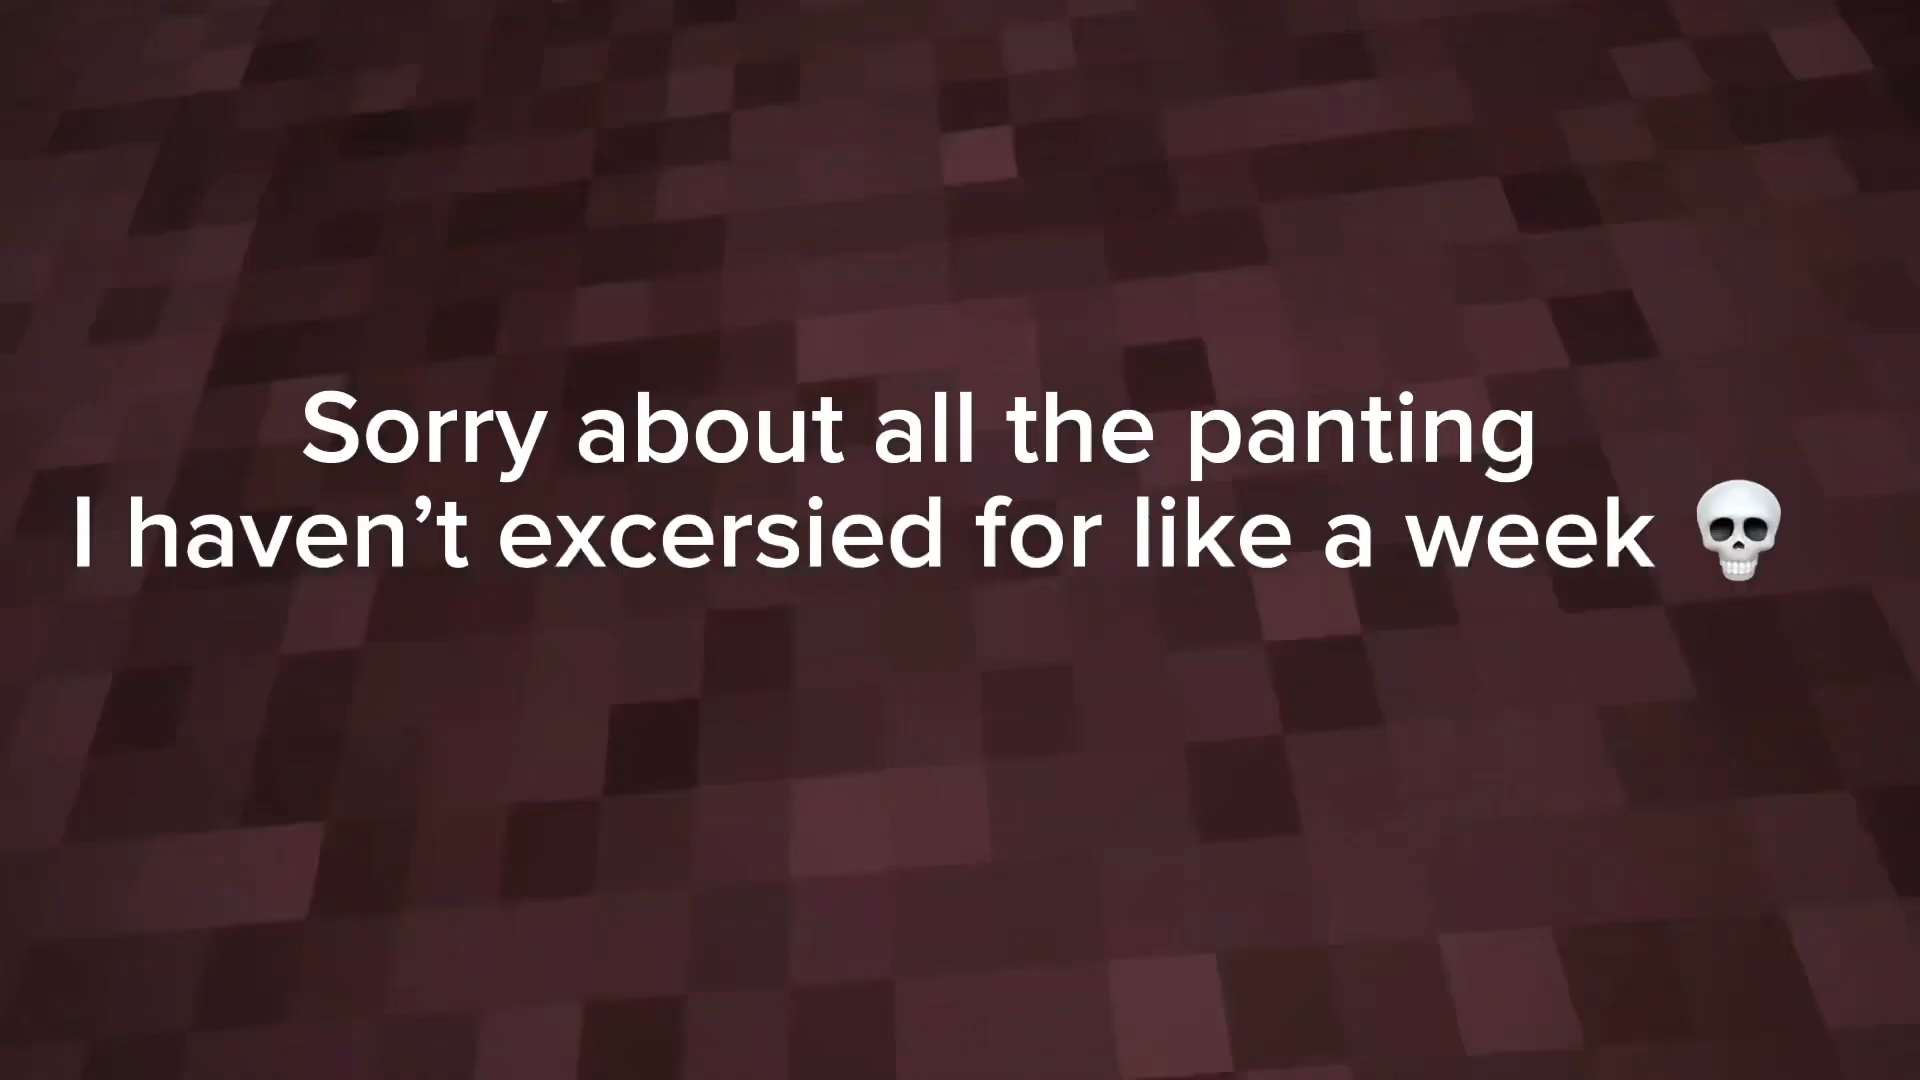 Sorry about all the panting
I haven’t excersied for like a week 💀